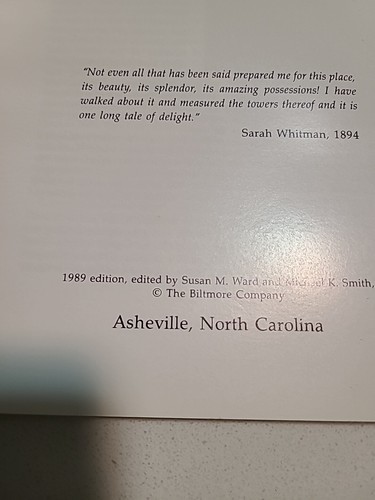 "Not even all that has been said prepared me for this place,
its beauty, its splendor, its amazing possessions! I have
walked about it and measured the towers thereof and it is
one long tale of delight."
Sarah Whitman, 1894
1989 edition, edited by Susan M. Ward and Michael K. Smith,
© The Biltmore Company
Asheville, North Carolina